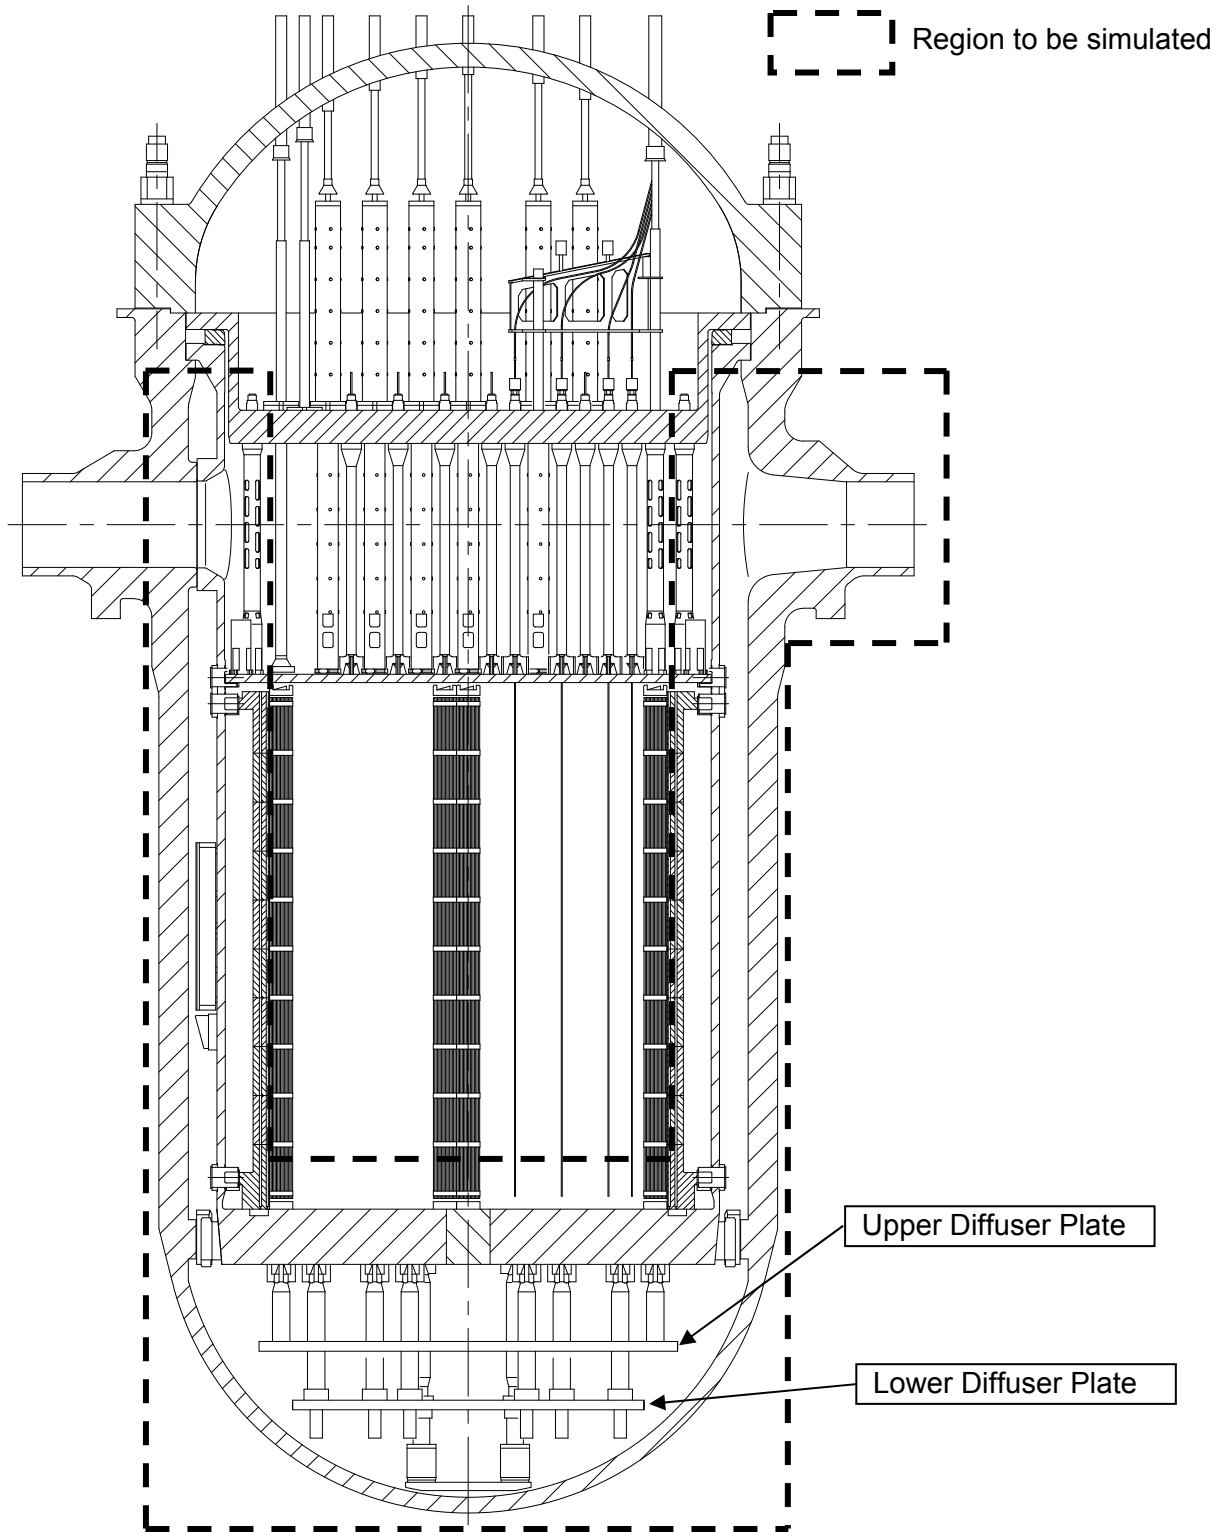 Region to be simulated
Upper Diffuser Plate
Lower Diffuser Plate